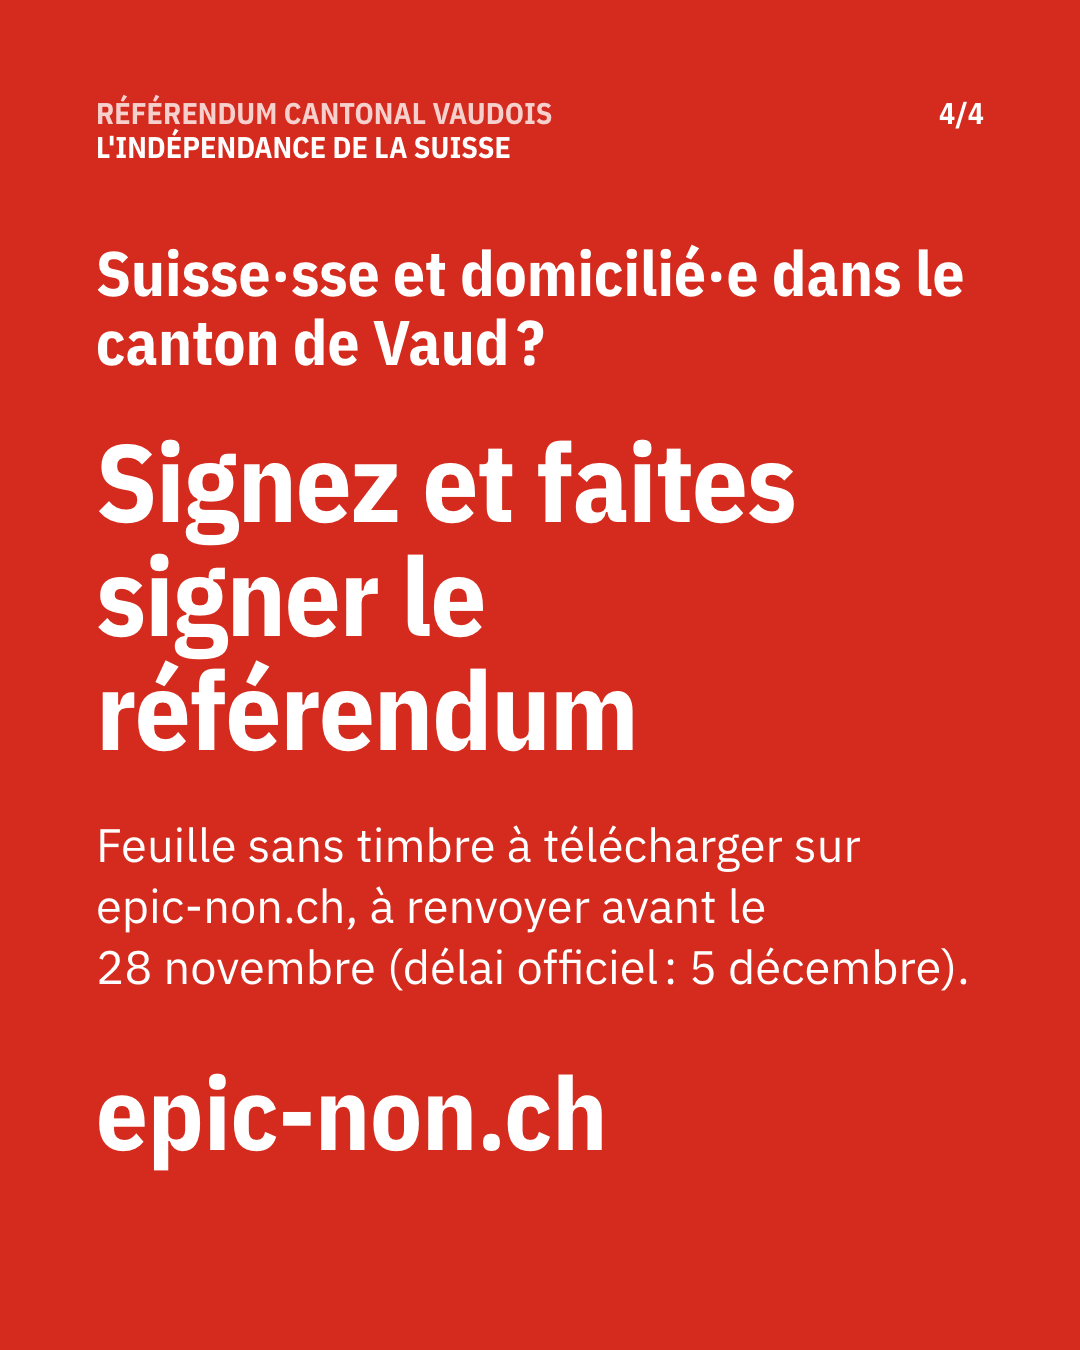 RÉFÉRENDUM CANTONAL VAUDOIS
4/4
L'INDÉPENDANCE DE LA SUISSE
Suisse·sse et domicilié·e dans le
canton de Vaud ?
Signez et faites
signer le
référendum
Feuille sans timbre à télécharger sur
epic-non.ch, à renvoyer avant le
28 novembre (délai officiel : 5 décembre).
epic-non.ch